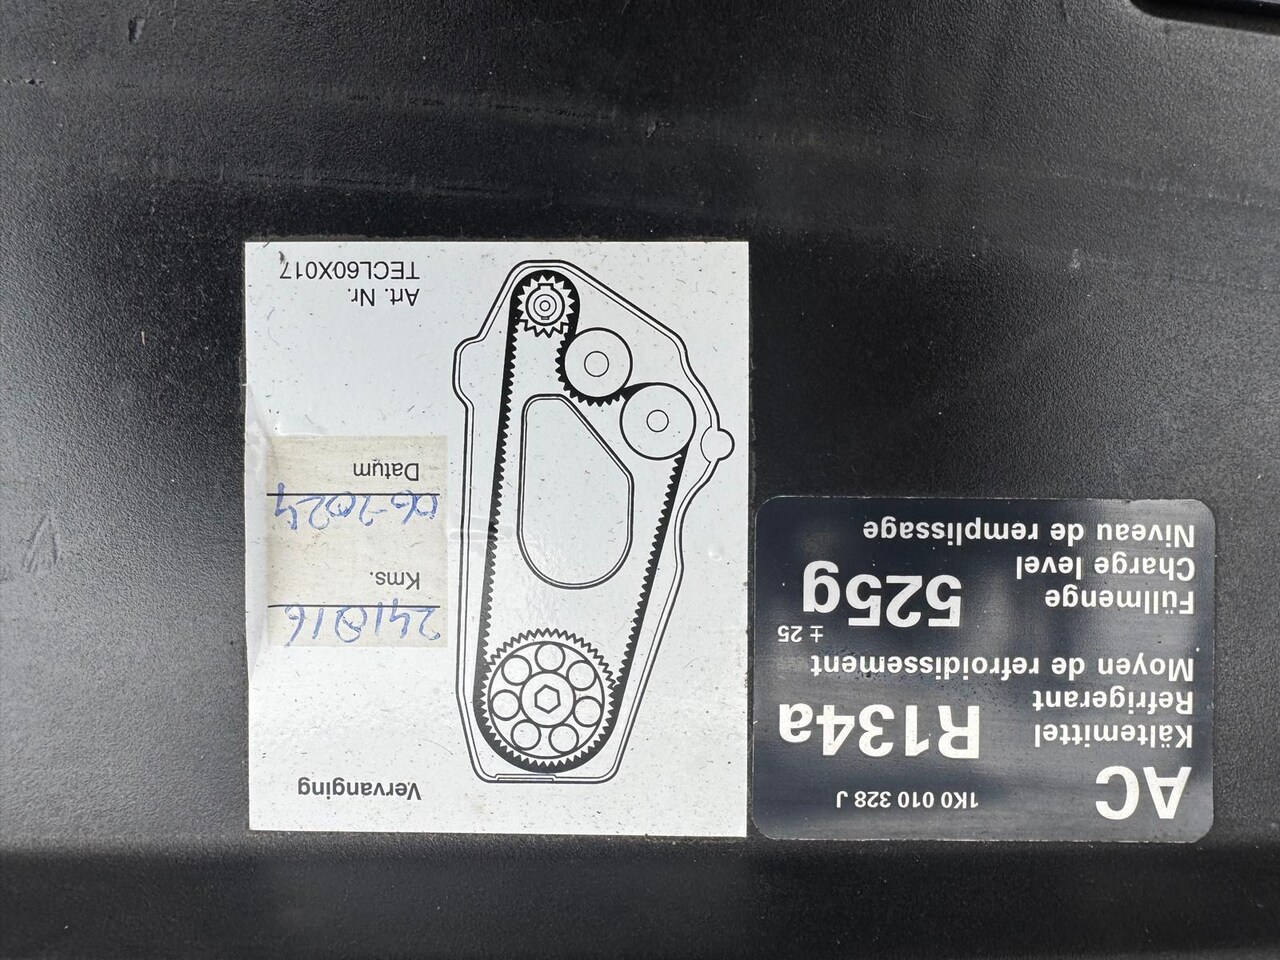 AC 1K0 010 328 J
Kältemittel
Refrigerant
Moyen de refroidissement
R134a
Füllmenge
Charge level
Niveau de remplissage
525g
± 25
Vervanging
241016
Kms.
06-2024
Datum
Art. Nr.
TECL60X017